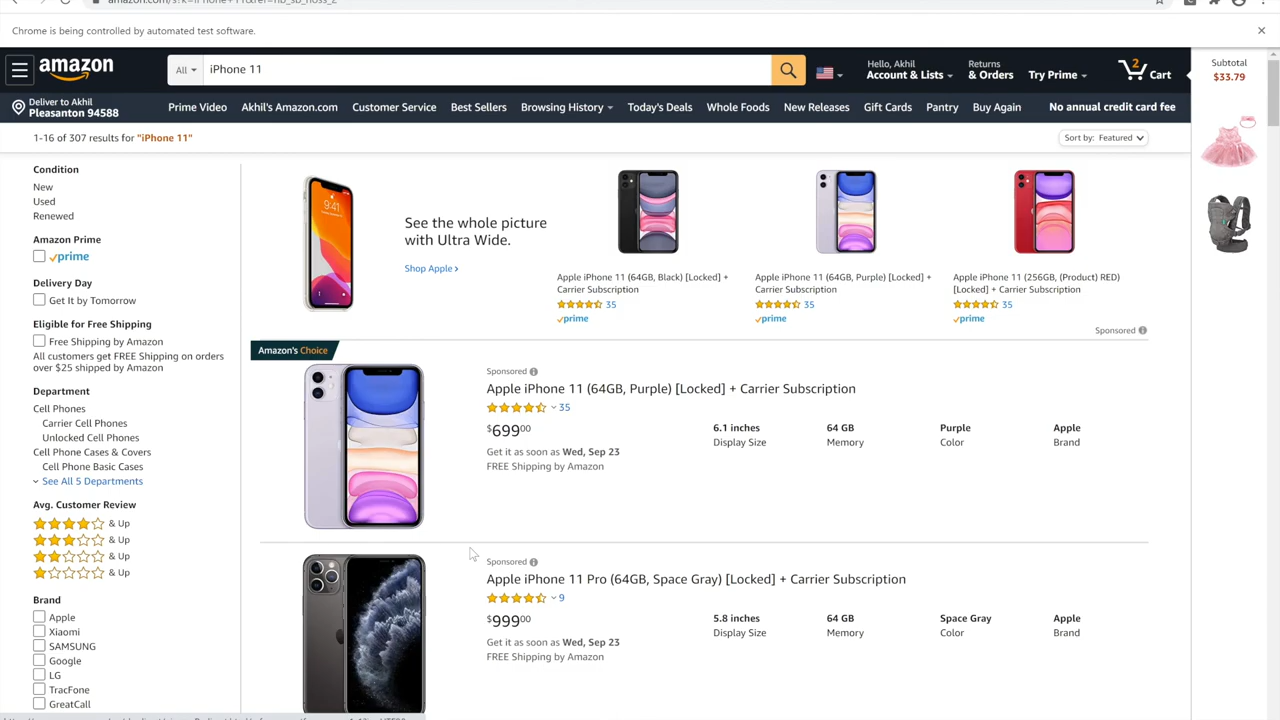 Chrome is being controlled by automated test software.
amazon
All
iPhone 11
Hello, Akhil
Account & Lists
Returns
& Orders
Try Prime
2
Cart
Subtotal
$33.79
Deliver to Akhil
Pleasanton 94588
Prime Video
Akhil's Amazon.com
Customer Service
Best Sellers
Browsing History
Today's Deals
Whole Foods
New Releases
Gift Cards
Pantry
Buy Again
No annual credit card fee
1-16 of 307 results for "iPhone 11"
Sort by: Featured
Condition
New
Used
Renewed
Amazon Prime
prime
Delivery Day
Get It by Tomorrow
Eligible for Free Shipping
Free Shipping by Amazon
All customers get FREE Shipping on orders
over $25 shipped by Amazon
Department
Cell Phones
Carrier Cell Phones
Unlocked Cell Phones
Cell Phone Cases & Covers
Cell Phone Basic Cases
See All 5 Departments
Avg. Customer Review
& Up
& Up
& Up
& Up
Brand
Apple
Xiaomi
SAMSUNG
Google
LG
TracFone
GreatCall
9:41
See the whole picture
with Ultra Wide.
Shop Apple
Apple iPhone 11 (64GB, Black) [Locked] +
Carrier Subscription
35
prime
Apple iPhone 11 (64GB, Purple) [Locked] +
Carrier Subscription
35
prime
Apple iPhone 11 (256GB, (Product) RED)
[Locked] + Carrier Subscription
35
prime
Sponsored
Amazon's Choice
Sponsored
Apple iPhone 11 (64GB, Purple) [Locked] + Carrier Subscription
35
$69900
Get it as soon as Wed, Sep 23
FREE Shipping by Amazon
6.1 inches
Display Size
64 GB
Memory
Purple
Color
Apple
Brand
Sponsored
Apple iPhone 11 Pro (64GB, Space Gray) [Locked] + Carrier Subscription
9
$99900
Get it as soon as Wed, Sep 23
FREE Shipping by Amazon
5.8 inches
Display Size
64 GB
Memory
Space Gray
Color
Apple
Brand